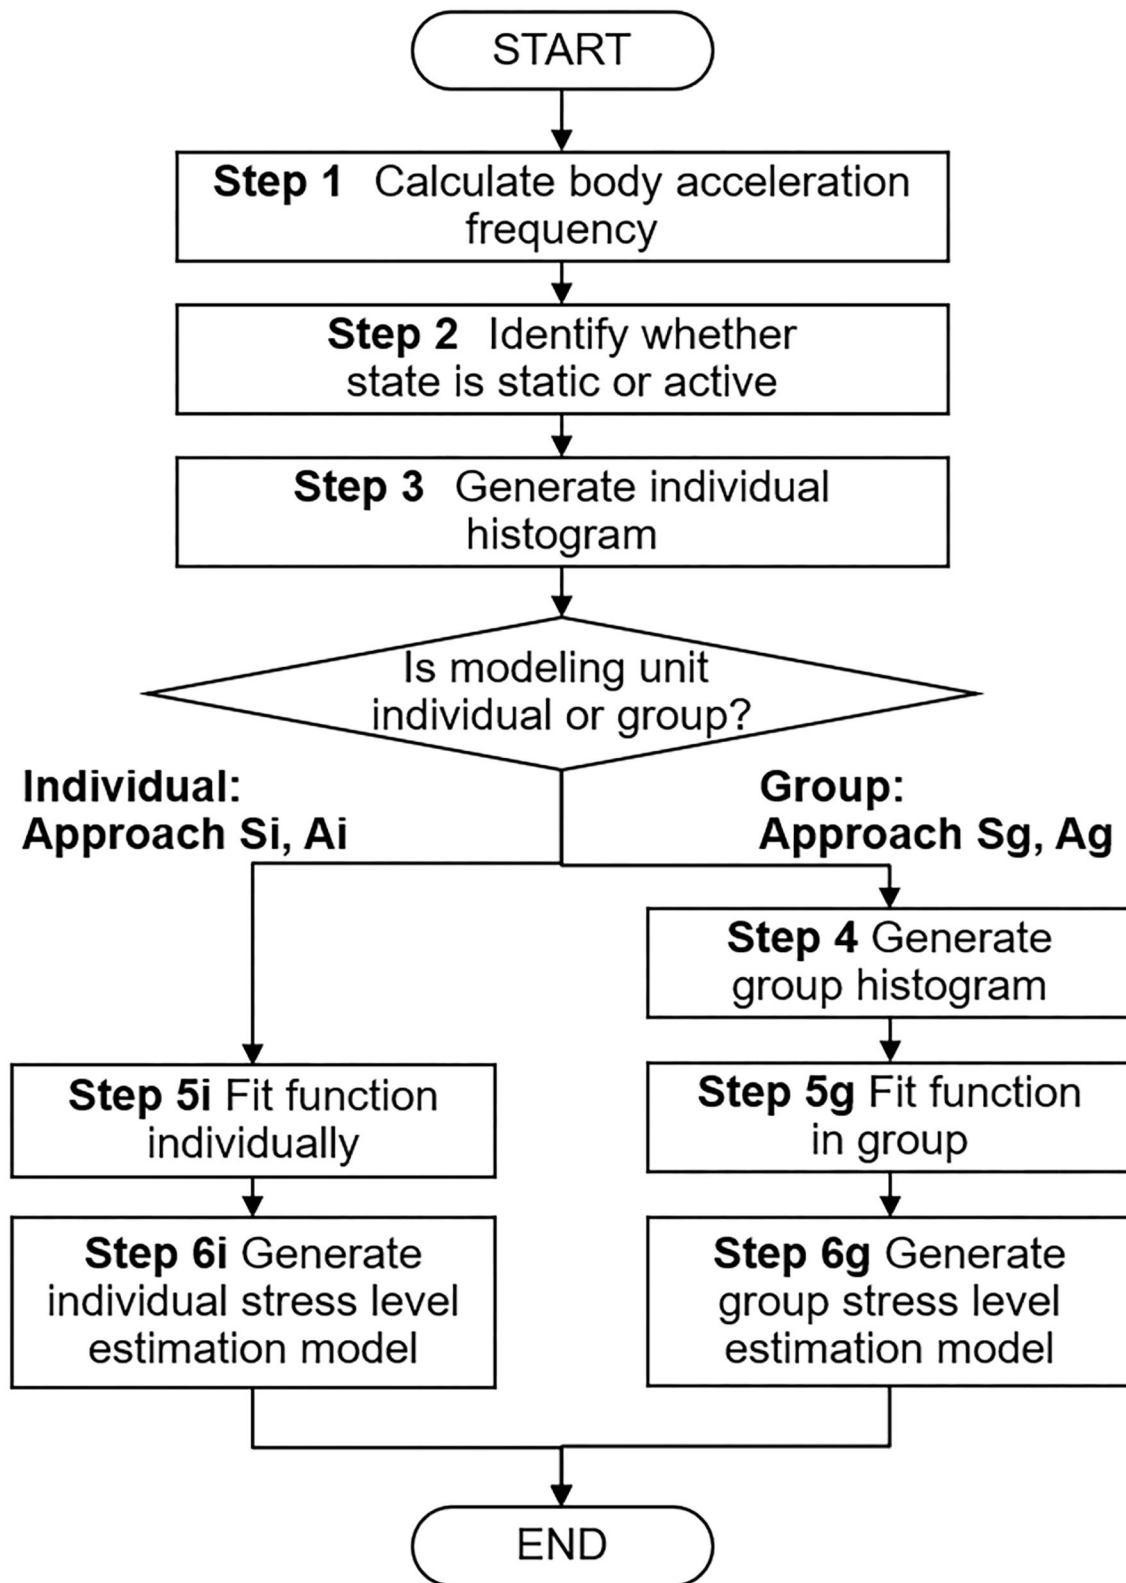 START
Step 1 Calculate body acceleration
frequency
Step 2 Identify whether
state is static or active
Step 3 Generate individual
histogram
Is modeling unit
individual or group?
Individual:
Approach Si, Ai
Group:
Approach Sg, Ag
Step 4 Generate
group histogram
Step 5i Fit function
individually
Step 5g Fit function
in group
Step 6i Generate
individual stress level
estimation model
Step 6g Generate
group stress level
estimation model
END